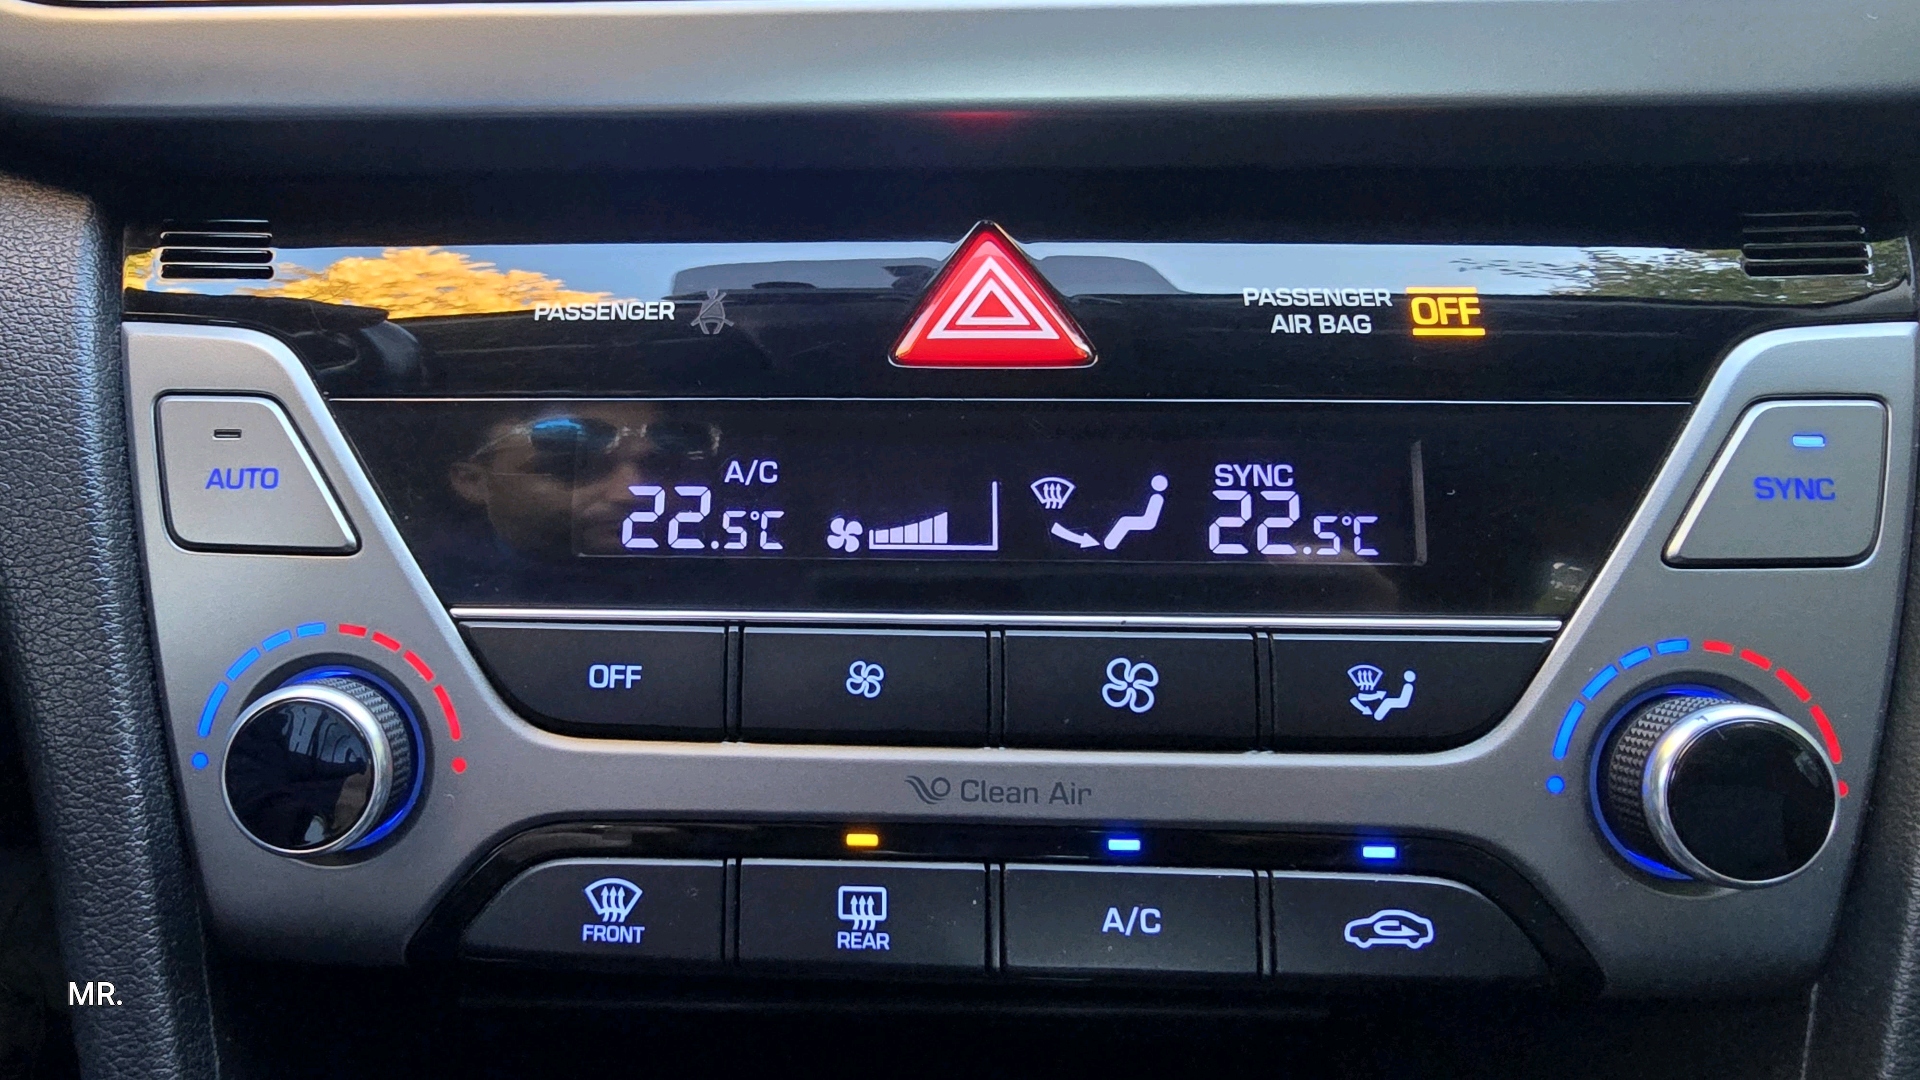 PASSENGER
PASSENGER
AIR BAG
OFF
AUTO
A/C
22.5°C
SYNC
22.5°C
SYNC
OFF
Clean Air
FRONT
REAR
A/C
MR.